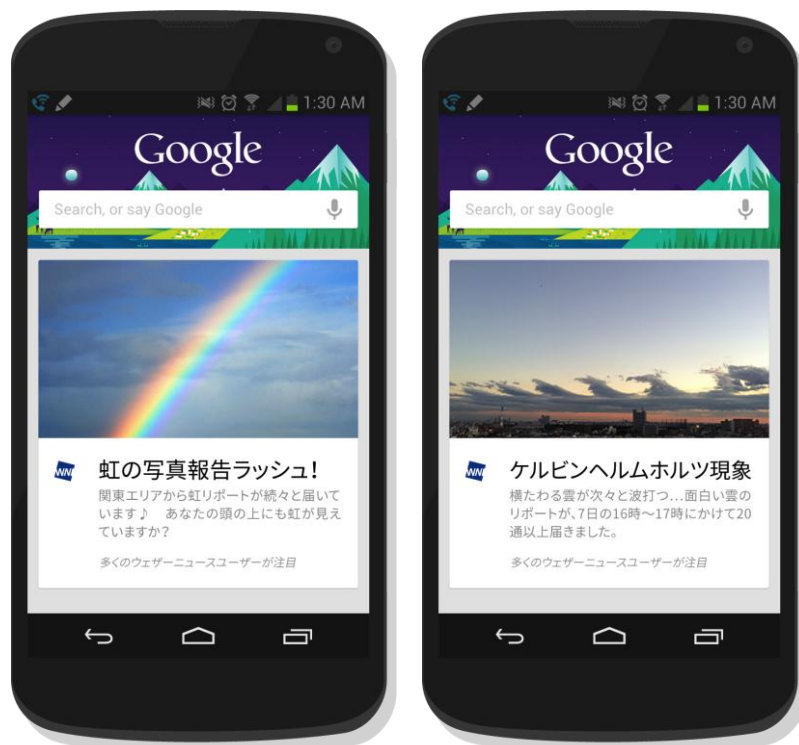 1:30 AM
Google
Search, or say Google
WNI
虹の写真報告ラッシュ!
関東エリアから虹リポートが続々と届いて
います♪　あなたの頭の上にも虹が見え
ていますか?
多くのウェザーニュースユーザーが注目
1:30 AM
Google
Search, or say Google
WNI
ケルビンヘルムホルツ現象
横たわる雲が次々と波打つ...面白い雲の
リポートが、7日の16時〜17時にかけて20
通以上届きました。
多くのウェザーニュースユーザーが注目